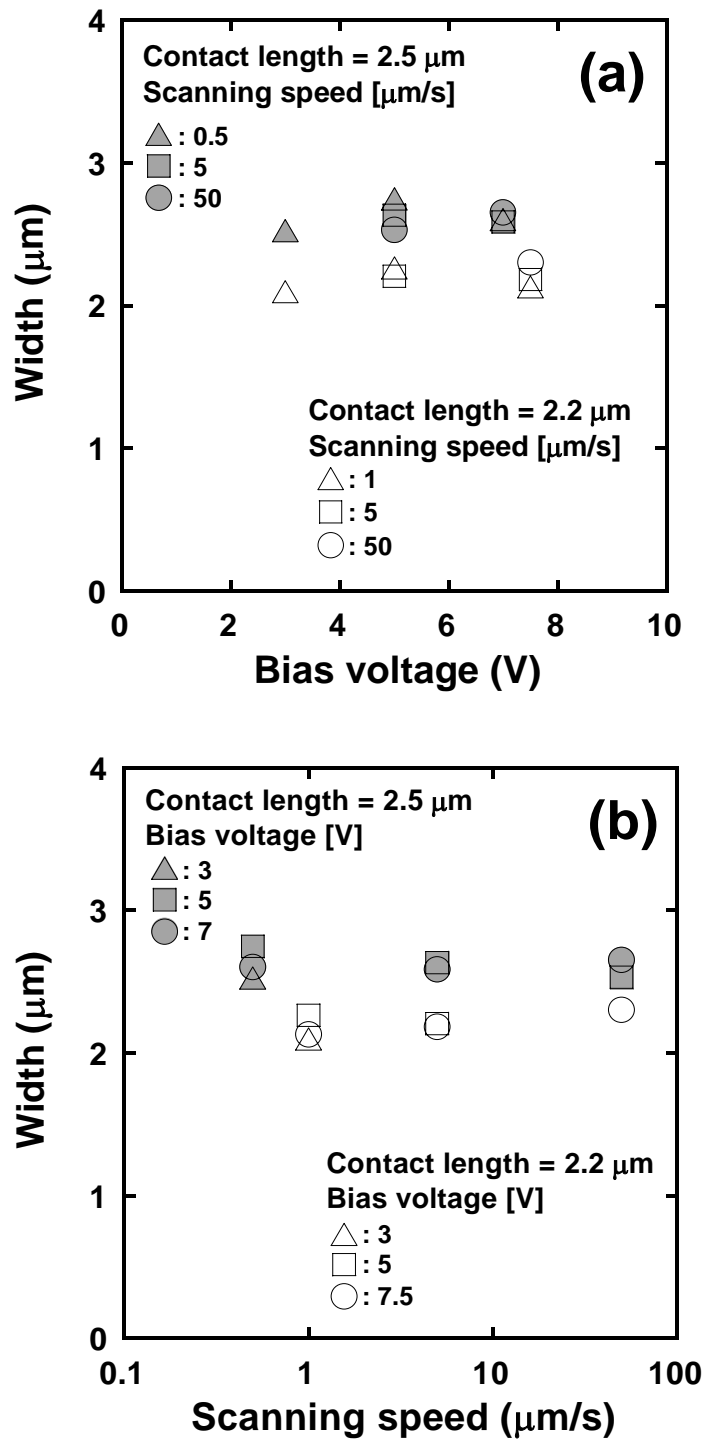 (a)
Contact length = 2.5 μm
Scanning speed [μm/s]
: 0.5
: 5
: 50
Contact length = 2.2 μm
Scanning speed [μm/s]
: 1
: 5
: 50
4
3
2
1
0
Width (μm)
0 2 4 6 8 10
Bias voltage (V)
(b)
Contact length = 2.5 μm
Bias voltage [V]
: 3
: 5
: 7
Contact length = 2.2 μm
Bias voltage [V]
: 3
: 5
: 7.5
4
3
2
1
0
Width (μm)
0.1 1 10 100
Scanning speed (μm/s)